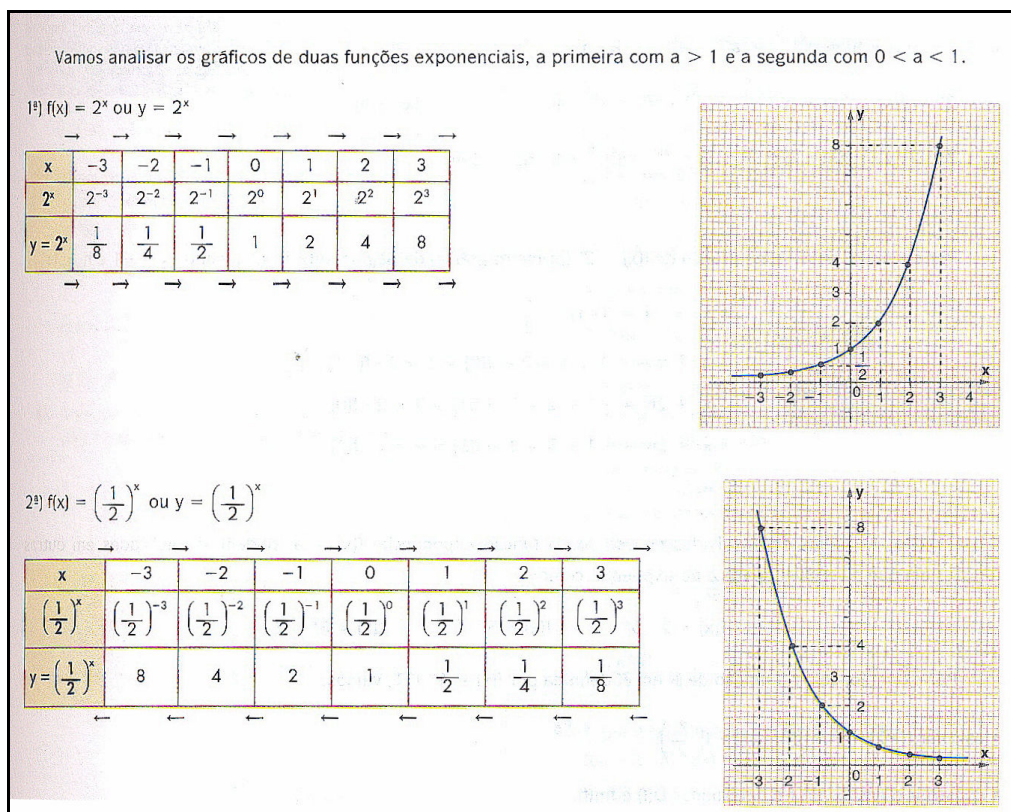 Vamos analisar os gráficos de duas funções exponenciais, a primeira com a > 1 e a segunda com 0 < a < 1.
1ª) f(x) = 2ˣ ou y = 2ˣ
x −3 −2 −1 0 1 2 3
2ˣ 2⁻³ 2⁻² 2⁻¹ 2⁰ 2¹ 2² 2³
y = 2ˣ 1/8 1/4 1/2 1 2 4 8
y
8
4
3
2
1
1/2
x
−3 −2 −1 0 1 2 3 4
2ª) f(x) = (1/2)ˣ ou y = (1/2)ˣ
x −3 −2 −1 0 1 2 3
(1/2)ˣ (1/2)⁻³ (1/2)⁻² (1/2)⁻¹ (1/2)⁰ (1/2)¹ (1/2)² (1/2)³
y = (1/2)ˣ 8 4 2 1 1/2 1/4 1/8
y
8
4
3
2
1
x
−3 −2 −1 0 1 2 3